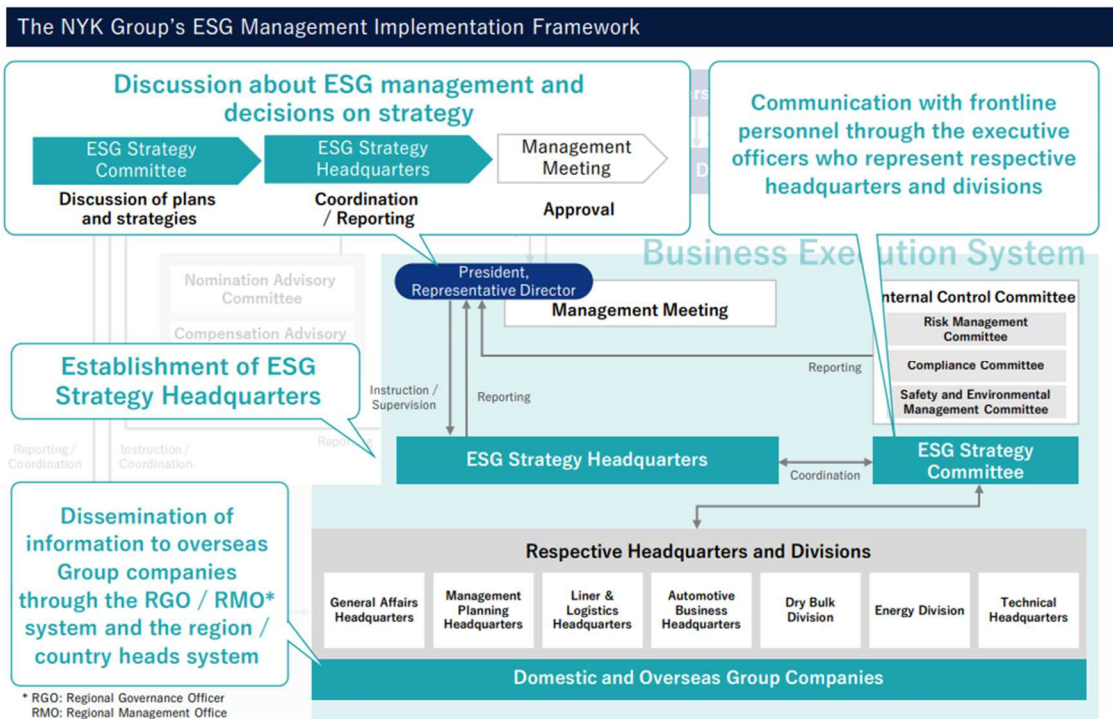 The NYK Group's ESG Management Implementation Framework
Discussion about ESG management and
decisions on strategy
ESG Strategy
Committee
ESG Strategy
Headquarters
Management
Meeting
Discussion of plans
and strategies
Coordination
/ Reporting
Approval
Communication with frontline
personnel through the executive
officers who represent respective
headquarters and divisions
Business Exe ution System
Nomination Advisory
Committee
Compensation Advisory
President,
Representative Director
Management Meeting
nternal Control Committee
Risk Management
Committee
Compliance Committee
Safety and Environmental
Management Committee
Establishment of ESG
Strategy Headquarters
Instruction /
Supervision
Reporting
Reporting
Reporting
Reporting /
Coordination
Instruction /
Coordination
ESG Strategy Headquarters
Coordination
ESG Strategy
Committee
Dissemination of
information to overseas
Group companies
through the RGO / RMO*
system and the region /
country heads system
Respective Headquarters and Divisions
General Affairs
Headquarters
Management
Planning
Headquarters
Liner &
Logistics
Headquarters
Automotive
Business
Headquarters
Dry Bulk
Division
Energy Division
Technical
Headquarters
Domestic and Overseas Group Companies
* RGO: Regional Governance Officer
RMO: Regional Management Office